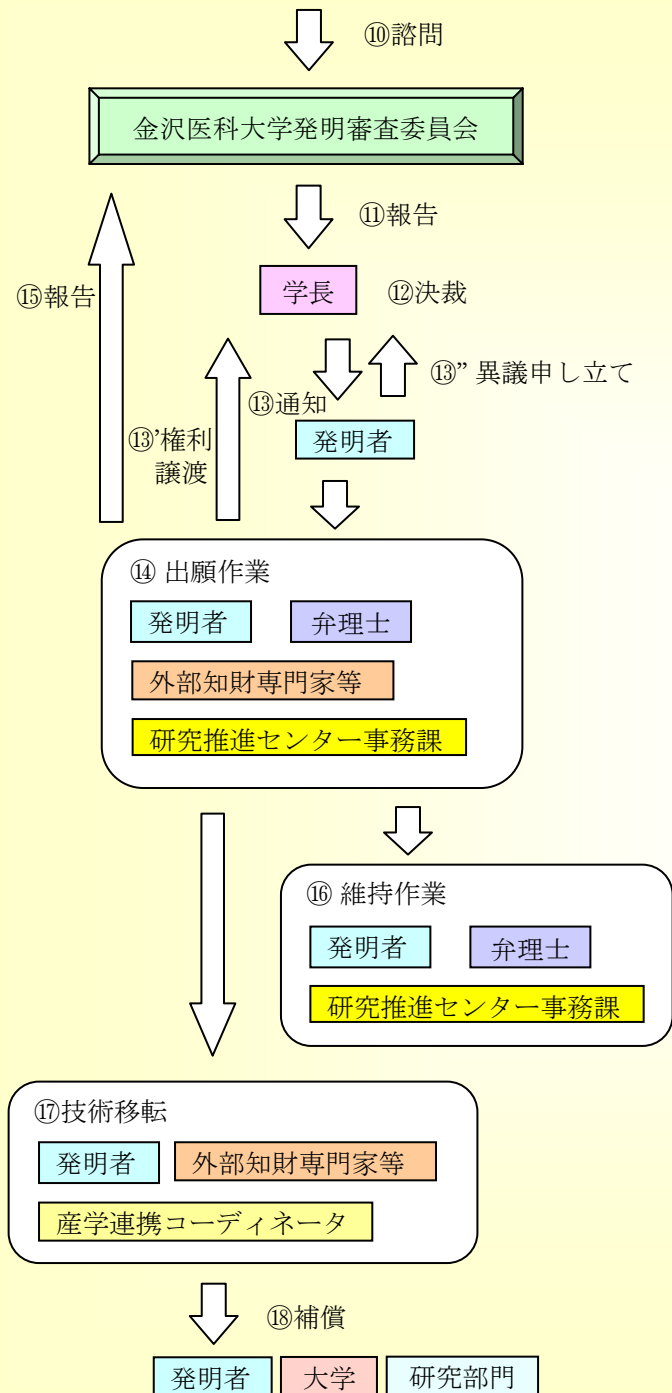 ⑩諮問
金沢医科大学発明審査委員会
⑪報告
⑮報告
学長
⑫決裁
⑬” 異議申し立て
⑬通知
⑬’権利
譲渡
発明者
⑭ 出願作業
発明者
弁理士
外部知財専門家等
研究推進センター事務課
⑯ 維持作業
発明者
弁理士
研究推進センター事務課
⑰技術移転
発明者
外部知財専門家等
産学連携コーディネータ
⑱補償
発明者
大学
研究部門